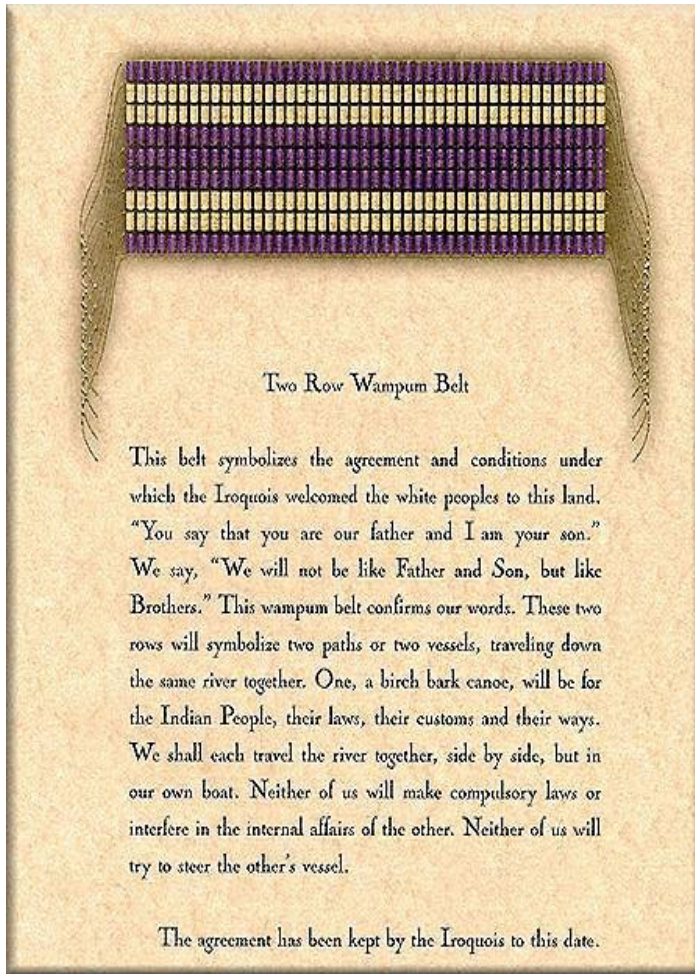 Two Row Wampum Belt
This belt symbolizes the agreement and conditions under
which the Iroquois welcomed the white peoples to this land.
“You say that you are our father and I am your son.”
We say, “We will not be like Father and Son, but like
Brothers.” This wampum belt confirms our words. These two
rows will symbolize two paths or two vessels, traveling down
the same river together. One, a birch bark canoe, will be for
the Indian People, their laws, their customs and their ways.
We shall each travel the river together, side by side, but in
our own boat. Neither of us will make compulsory laws or
interfere in the internal affairs of the other. Neither of us will
try to steer the other’s vessel.
The agreement has been kept by the Iroquois to this date.